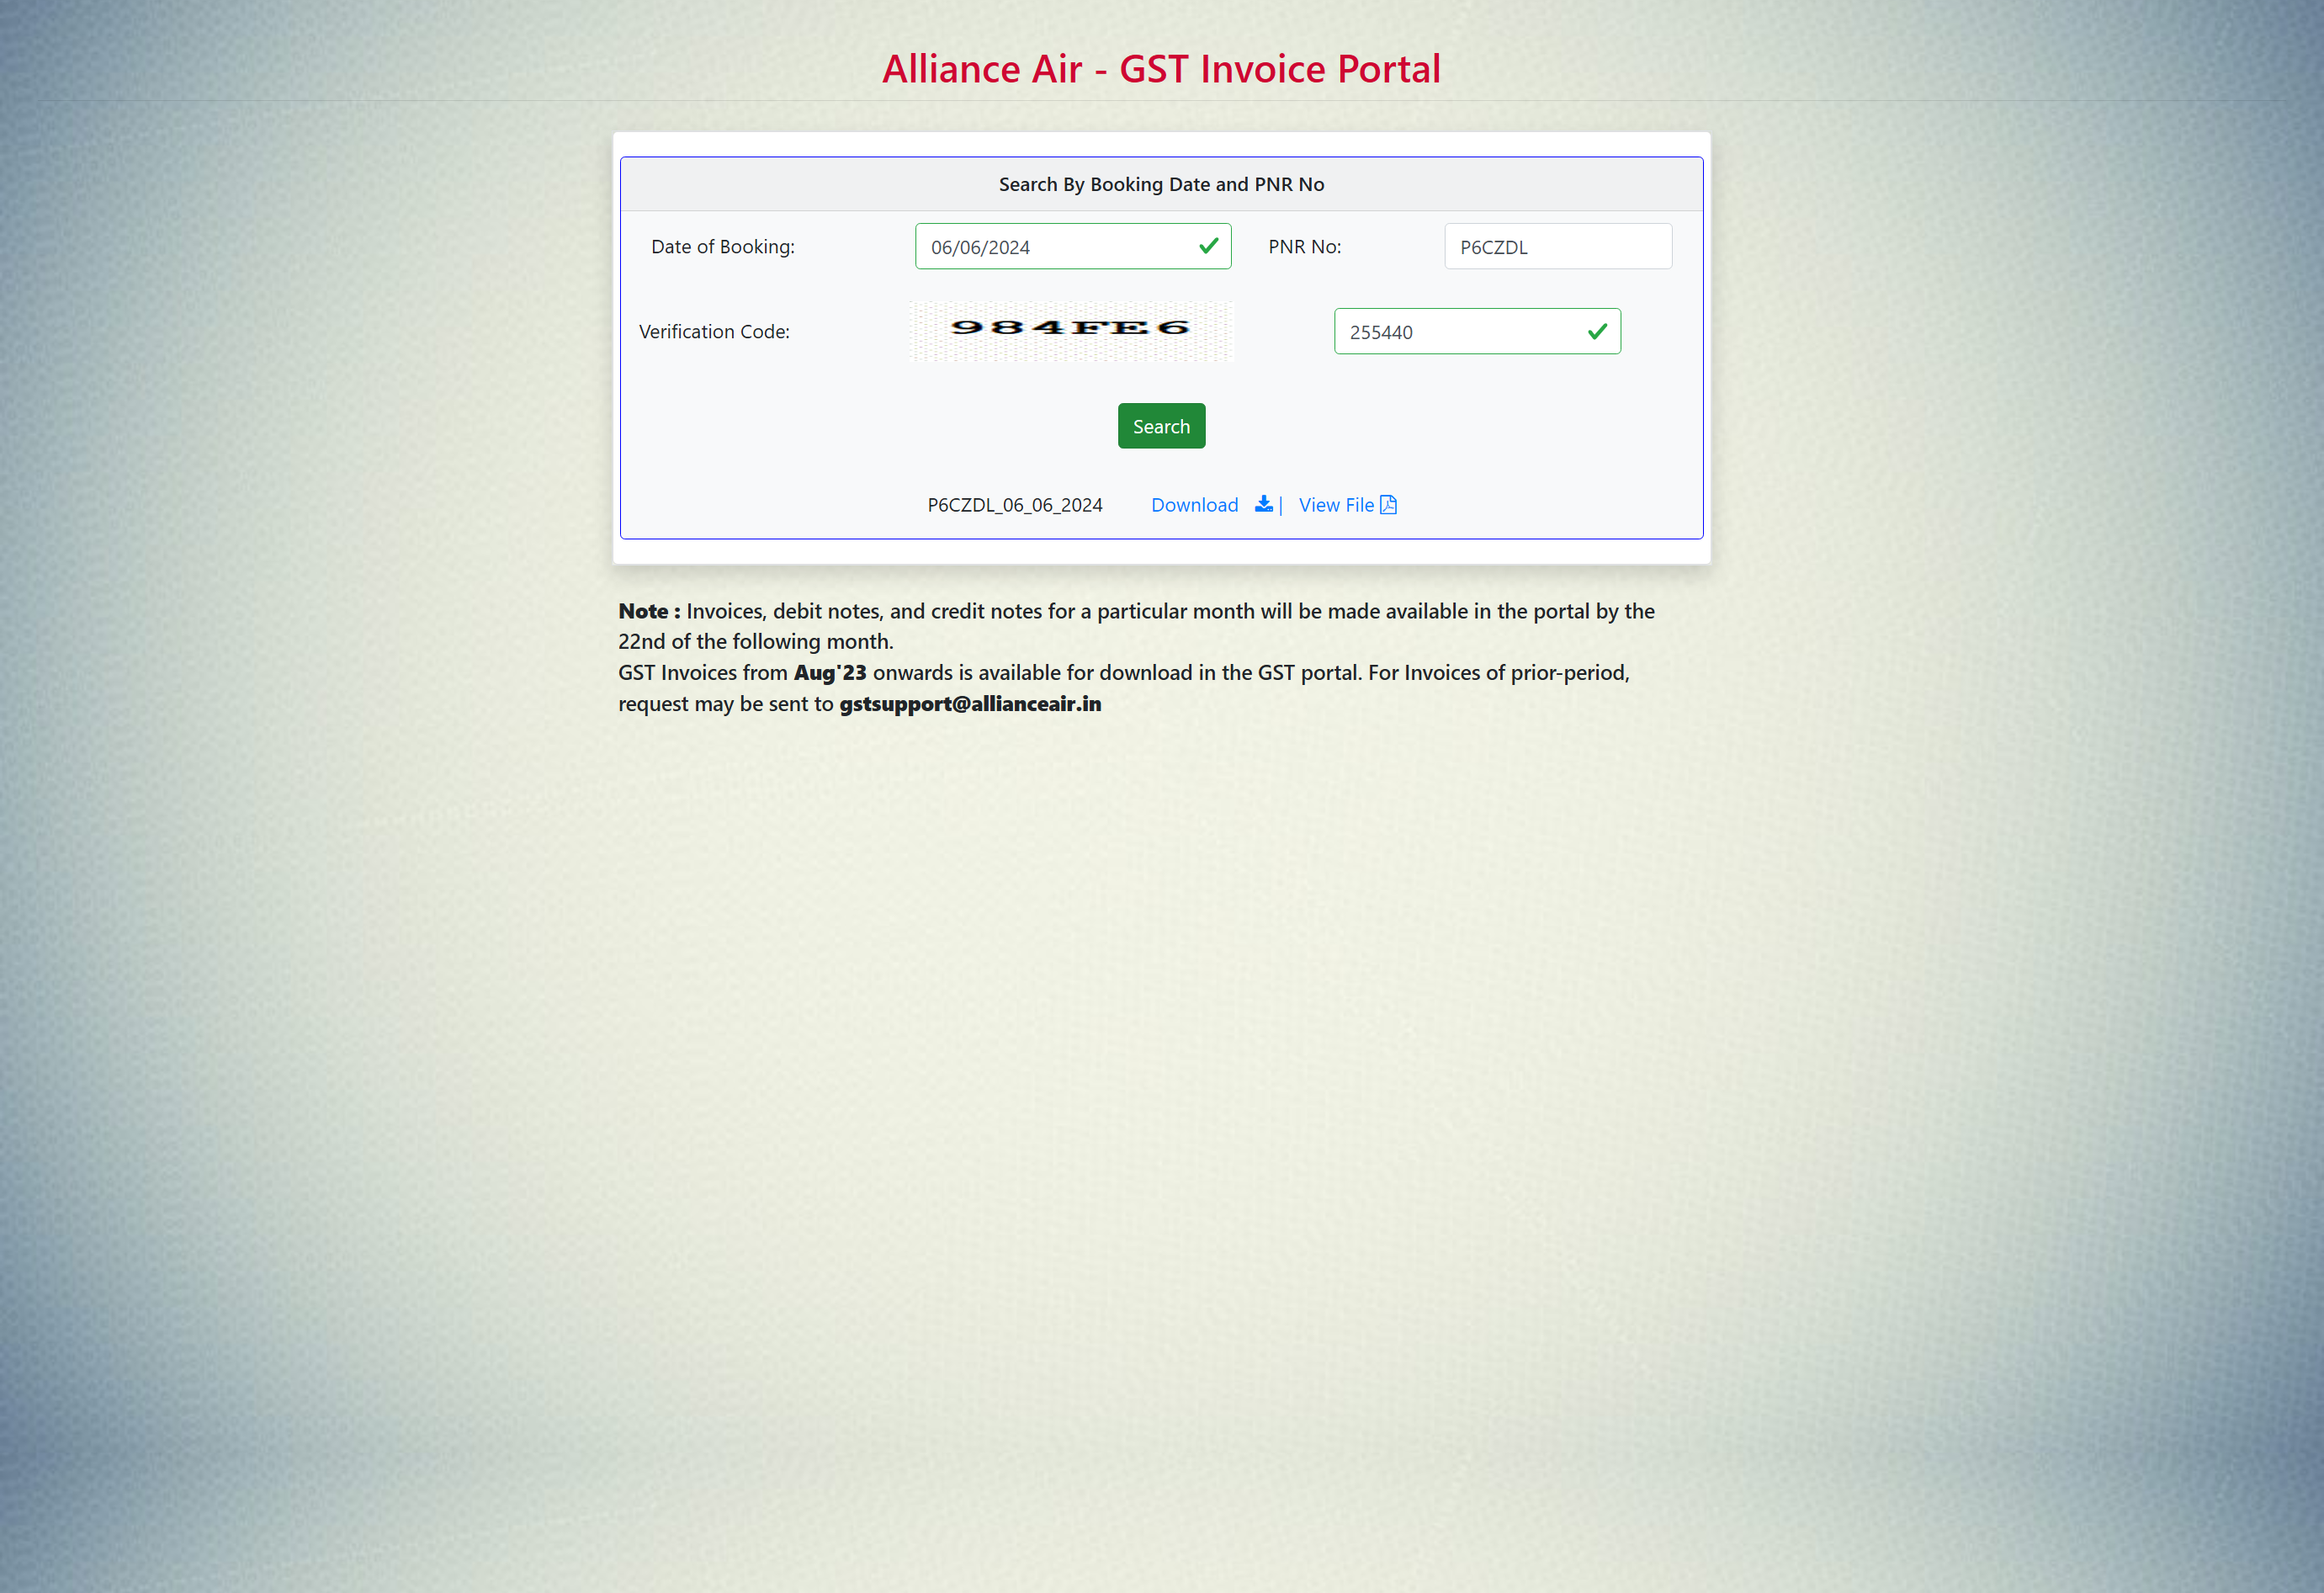 Alliance Air - GST Invoice Portal
Search By Booking Date and PNR No
Date of Booking: 06/06/2024 PNR No: P6CZDL
Verification Code: 984FE6 255440
Search
P6CZDL_06_06_2024 Download | View File
Note : Invoices, debit notes, and credit notes for a particular month will be made available in the portal by the
22nd of the following month.
GST Invoices from Aug'23 onwards is available for download in the GST portal. For Invoices of prior-period,
request may be sent to gstsupport@allianceair.in